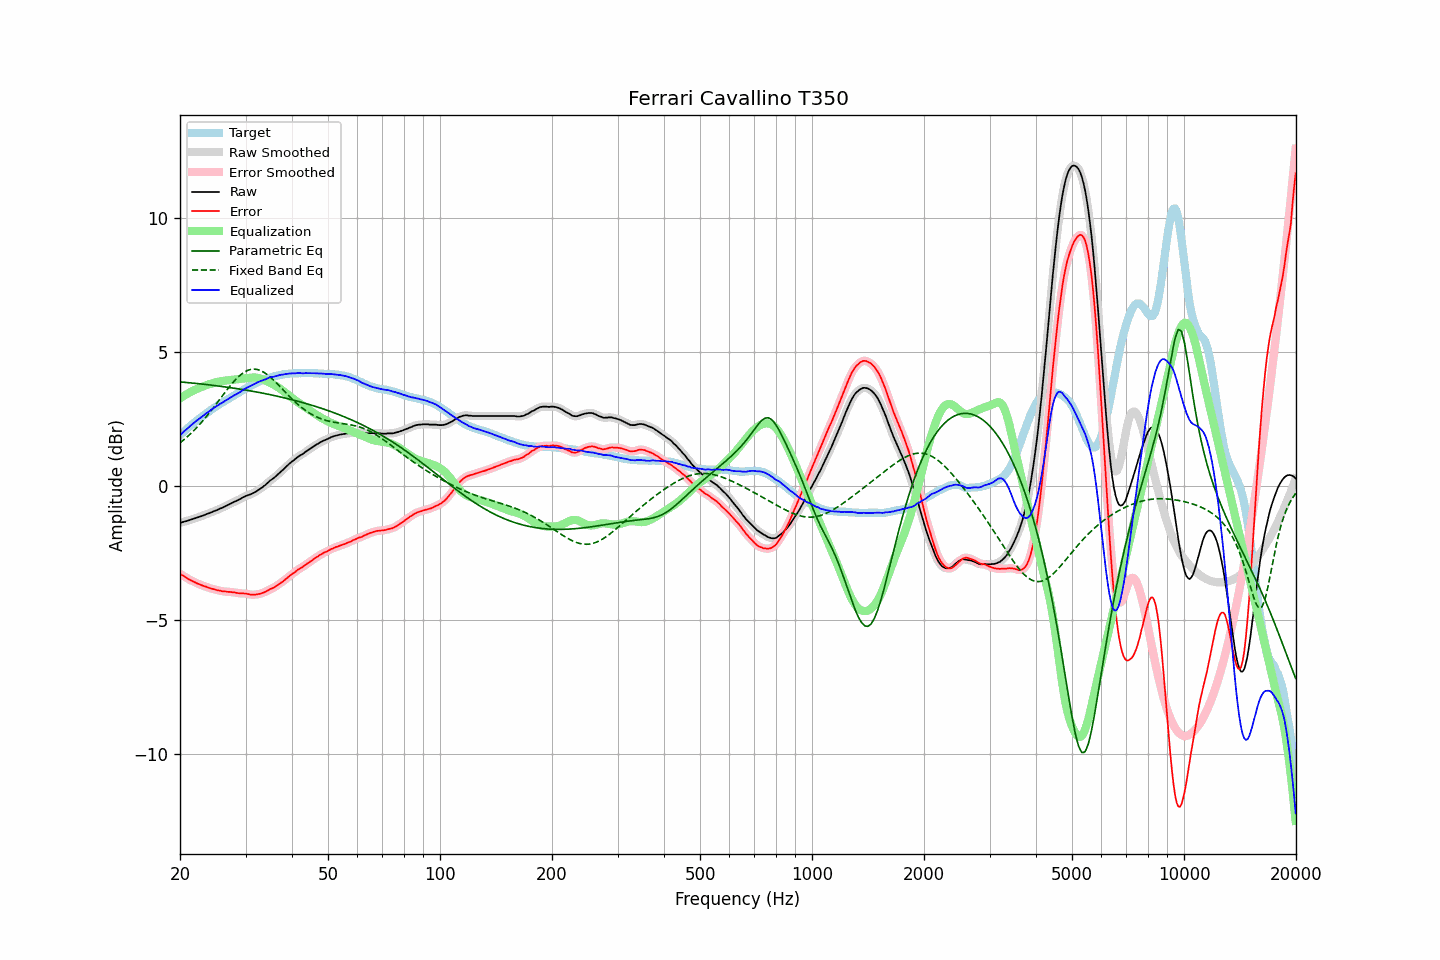 Ferrari Cavallino T350
Target
Raw Smoothed
Error Smoothed
Raw
Error
Equalization
Parametric Eq
Fixed Band Eq
Equalized
10
5
0
−5
−10
Amplitude (dBr)
20
50
100
200
500
1000
2000
5000
10000
20000
Frequency (Hz)